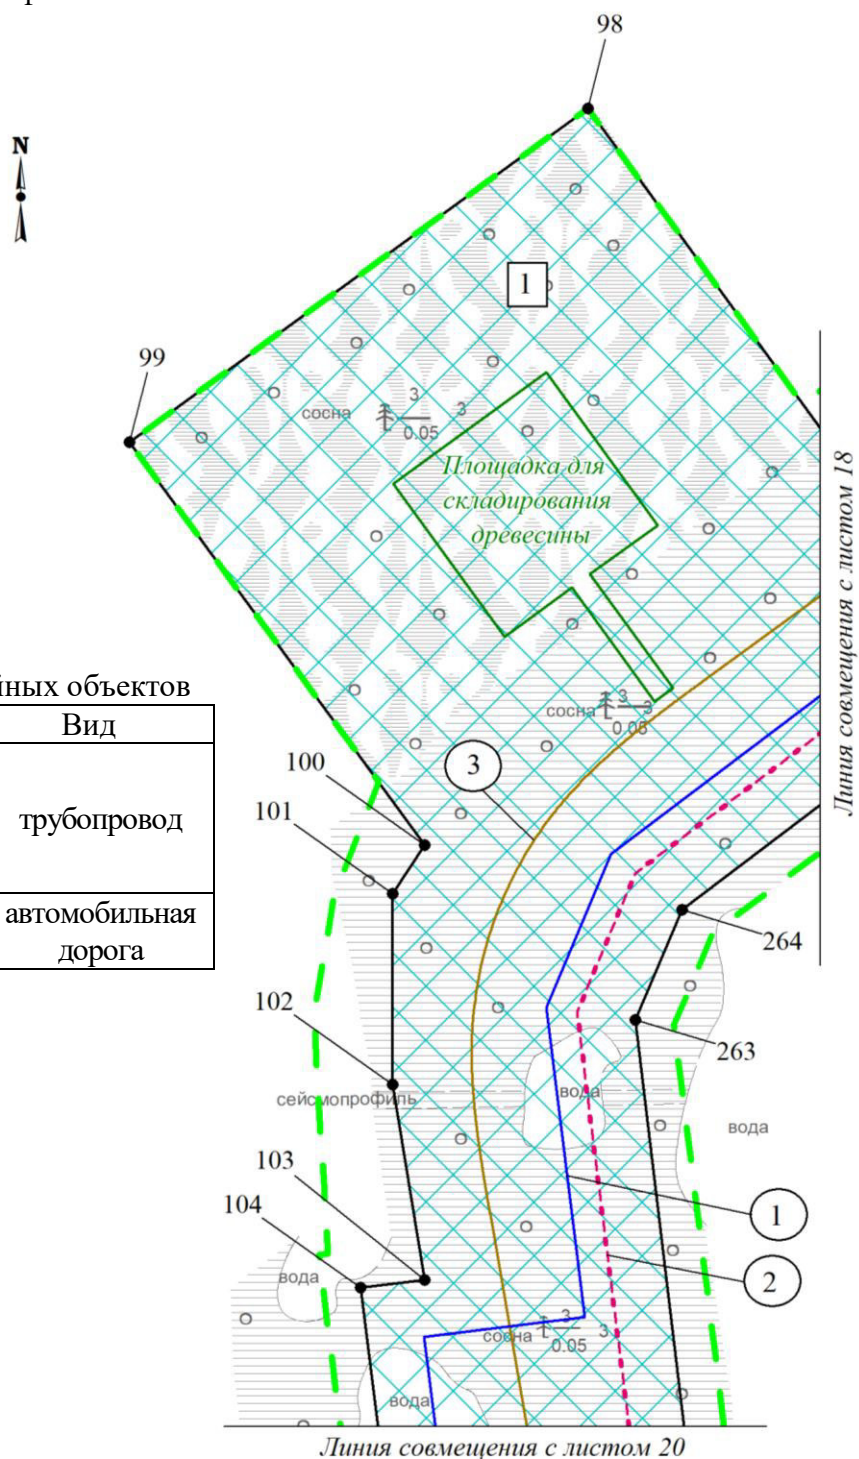 98
N
1
99
сосна 3 3
0.05
Площадка для
складирования
древесины
Линия совмещения с листом 18
йных объектов
Вид
трубопровод
автомобильная
дорога
сосна 3 3
0.05
100
3
101
264
102
263
сейсмопрофиль
вода
вода
103
104
1
вода
2
сосна 3 3
0.05
вода
Линия совмещения с листом 20